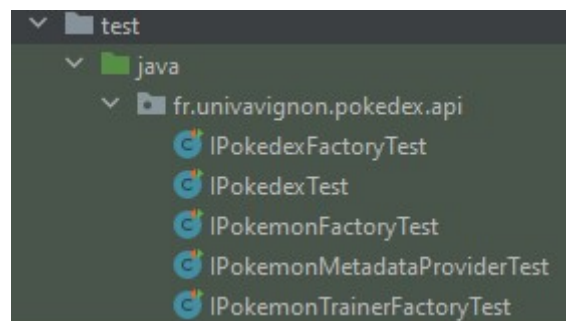 test
java
fr.univavignon.pokedex.api
IPokedexFactoryTest
IPokedexTest
IPokemonFactoryTest
IPokemonMetadataProviderTest
IPokemonTrainerFactoryTest